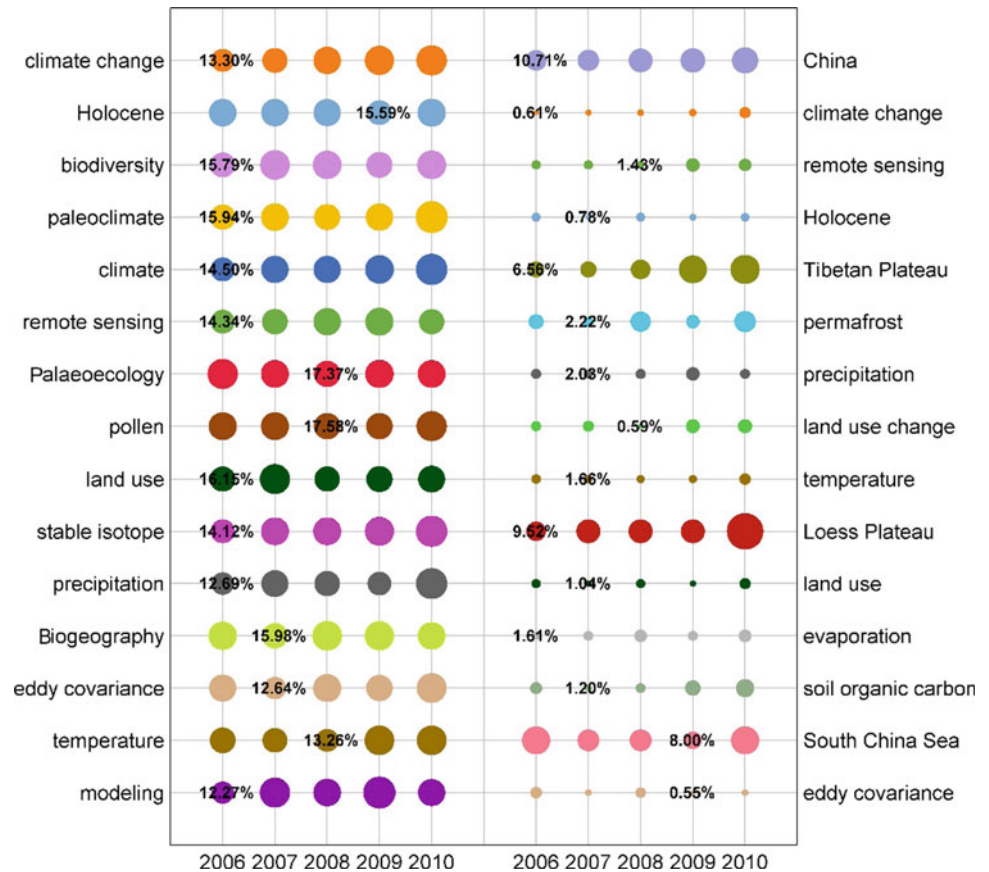 climate change 13.30% 10.71% China
Holocene 15.59% 0.61% climate change
biodiversity 15.79% 1.43% remote sensing
paleoclimate 15.94% 0.78% Holocene
climate 14.50% 6.56% Tibetan Plateau
remote sensing 14.34% 2.22% permafrost
Palaeoecology 17.37% 2.03% precipitation
pollen 17.58% 0.59% land use change
land use 16.15% 1.66% temperature
stable isotope 14.12% 9.52% Loess Plateau
precipitation 12.69% 1.04% land use
Biogeography 15.98% 1.61% evaporation
eddy covariance 12.64% 1.20% soil organic carbon
temperature 13.26% 8.00% South China Sea
modeling 12.27% 0.55% eddy covariance
2006 2007 2008 2009 2010 2006 2007 2008 2009 2010